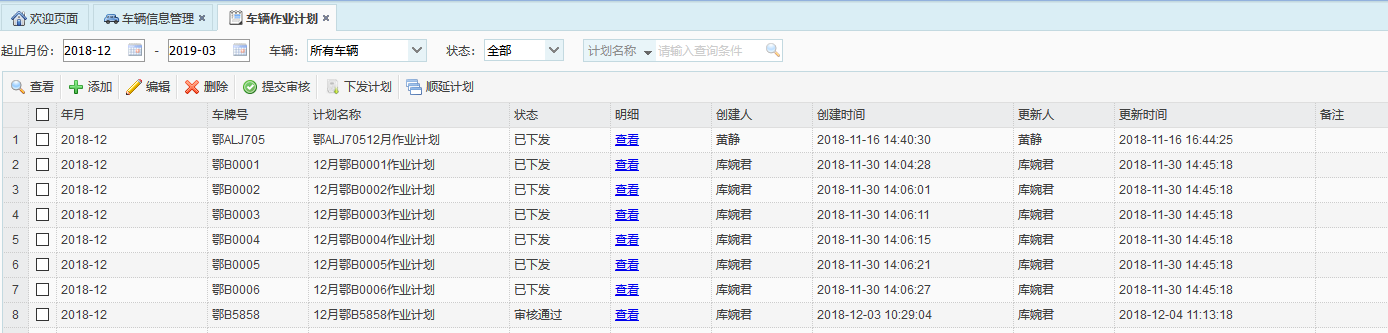 欢迎页面 车辆信息管理 × 车辆作业计划 ×
起止月份: 2018-12 - 2019-03 车辆: 所有车辆 状态: 全部 计划名称 请输入查询条件
查看 添加 编辑 删除 提交审核 下发计划 顺延计划
年月 车牌号 计划名称 状态 明细 创建人 创建时间 更新人 更新时间 备注
1 2018-12 鄂ALJ705 鄂ALJ70512月作业计划 已下发 查看 黄静 2018-11-16 14:40:30 黄静 2018-11-16 16:44:25
2 2018-12 鄂B0001 12月鄂B0001作业计划 已下发 查看 库婉君 2018-11-30 14:04:28 库婉君 2018-11-30 14:45:18
3 2018-12 鄂B0002 12月鄂B0002作业计划 已下发 查看 库婉君 2018-11-30 14:06:01 库婉君 2018-11-30 14:45:18
4 2018-12 鄂B0003 12月鄂B0003作业计划 已下发 查看 库婉君 2018-11-30 14:06:11 库婉君 2018-11-30 14:45:18
5 2018-12 鄂B0004 12月鄂B0004作业计划 已下发 查看 库婉君 2018-11-30 14:06:15 库婉君 2018-11-30 14:45:18
6 2018-12 鄂B0005 12月鄂B0005作业计划 已下发 查看 库婉君 2018-11-30 14:06:21 库婉君 2018-11-30 14:45:18
7 2018-12 鄂B0006 12月鄂B0006作业计划 已下发 查看 库婉君 2018-11-30 14:06:27 库婉君 2018-11-30 14:45:18
8 2018-12 鄂B5858 12月鄂B5858作业计划 审核通过 查看 库婉君 2018-12-03 10:29:04 库婉君 2018-12-04 11:13:18